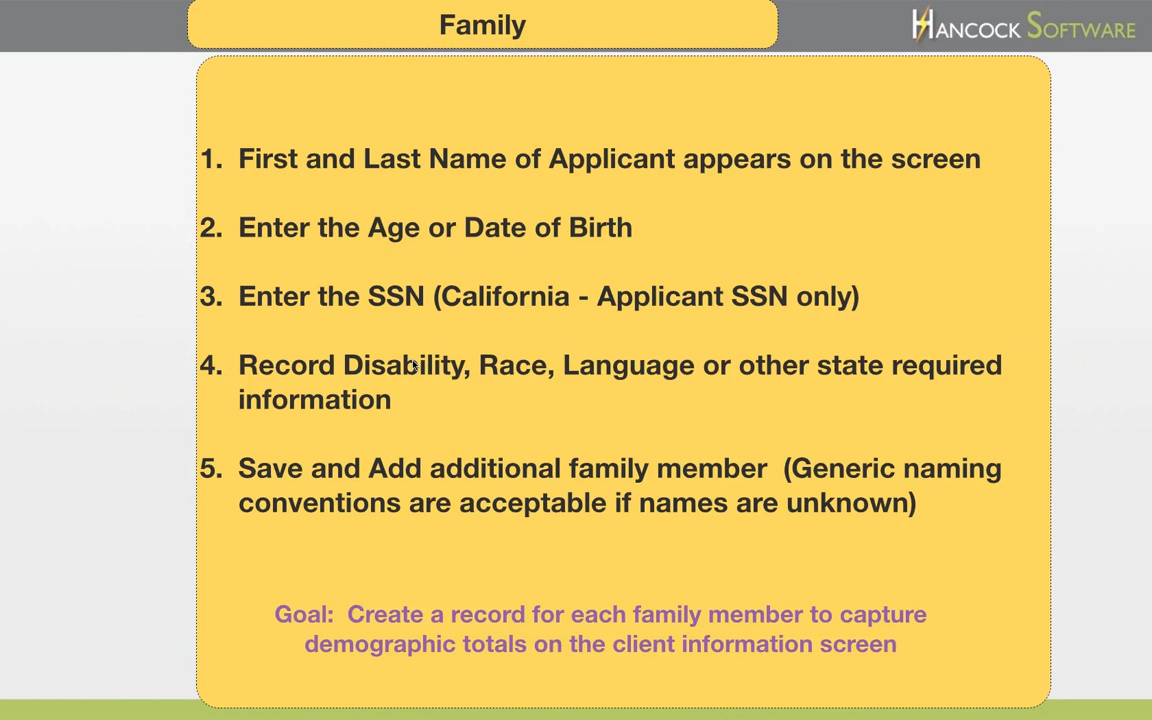 Family
HANCOCK SOFTWARE
1. First and Last Name of Applicant appears on the screen
2. Enter the Age or Date of Birth
3. Enter the SSN (California - Applicant SSN only)
4. Record Disability, Race, Language or other state required
information
5. Save and Add additional family member (Generic naming
conventions are acceptable if names are unknown)
Goal: Create a record for each family member to capture
demographic totals on the client information screen